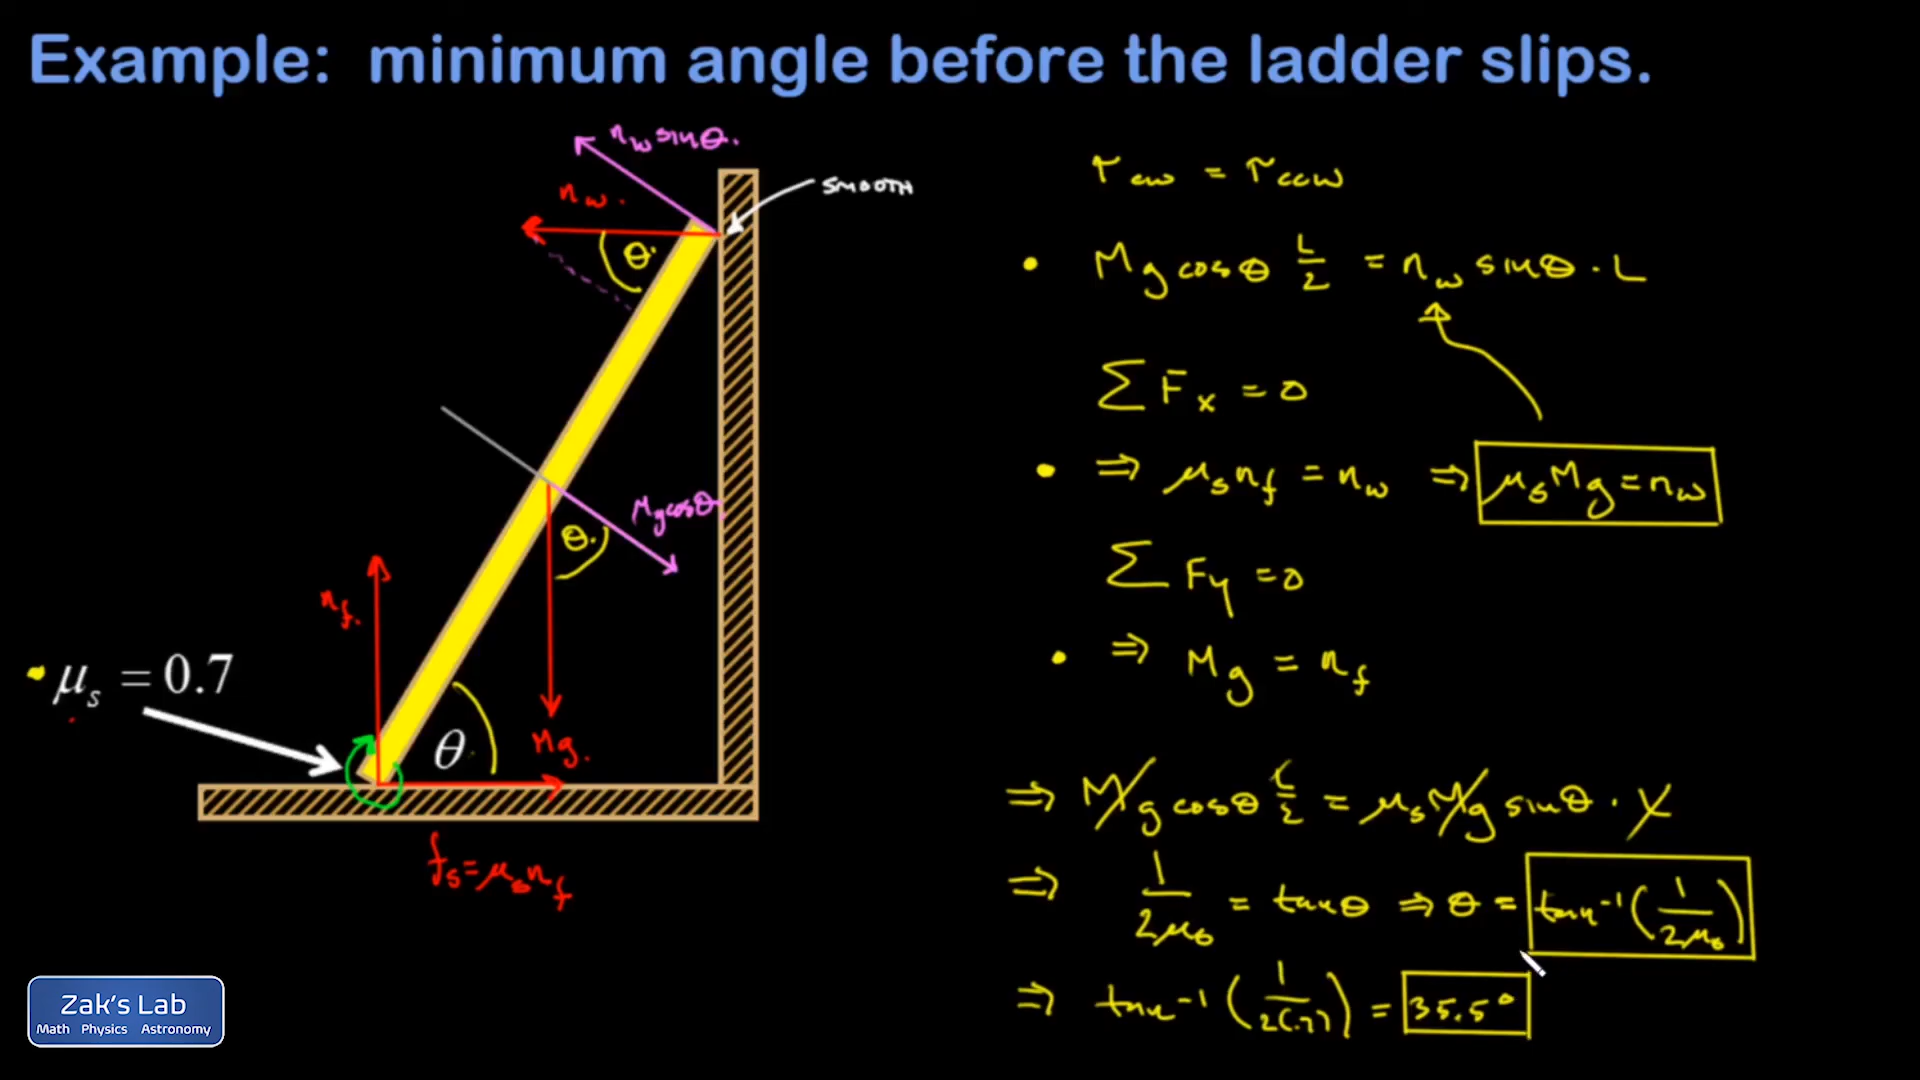 Example: minimum angle before the ladder slips.
n_w sinθ.
n_w.
SMOOTH
θ.
Mg cosθ
θ.
n_f.
μ_s = 0.7
θ
Mg.
f_s = μ_s n_f
τ_cw = τ_ccw
• Mg cosθ L/2 = n_w sinθ · L
∑ F_x = 0
• ⇒ μ_s n_f = n_w ⇒ μ_s Mg = n_w
∑ F_y = 0
• ⇒ Mg = n_f
⇒ Mg cosθ L/2 = μ_s Mg sinθ · L
⇒ 1/(2μ_s) = tanθ ⇒ θ = tan⁻¹(1/(2μ_s))
⇒ tan⁻¹(1/(2(.7))) = 35.5°
Zak's Lab
Math Physics Astronomy